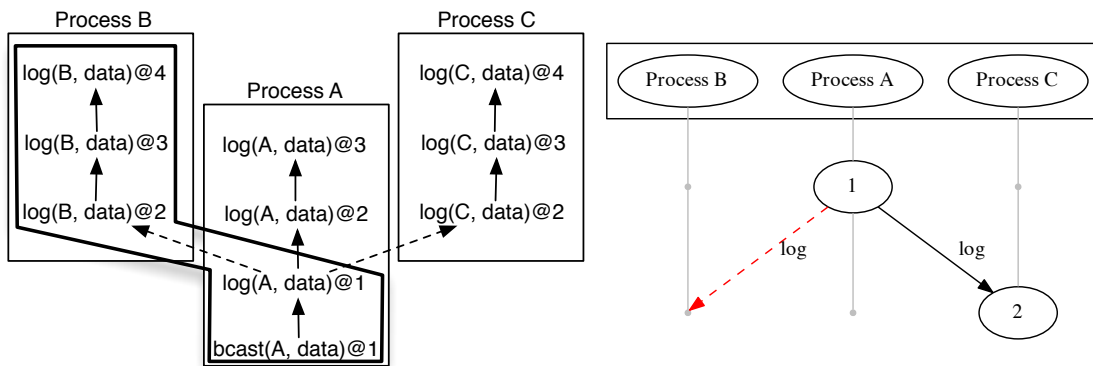 Process B
log(B, data)@4
log(B, data)@3
log(B, data)@2
Process A
log(A, data)@3
log(A, data)@2
log(A, data)@1
bcast(A, data)@1
Process C
log(C, data)@4
log(C, data)@3
log(C, data)@2
Process B
Process A
Process C
1
log
log
2